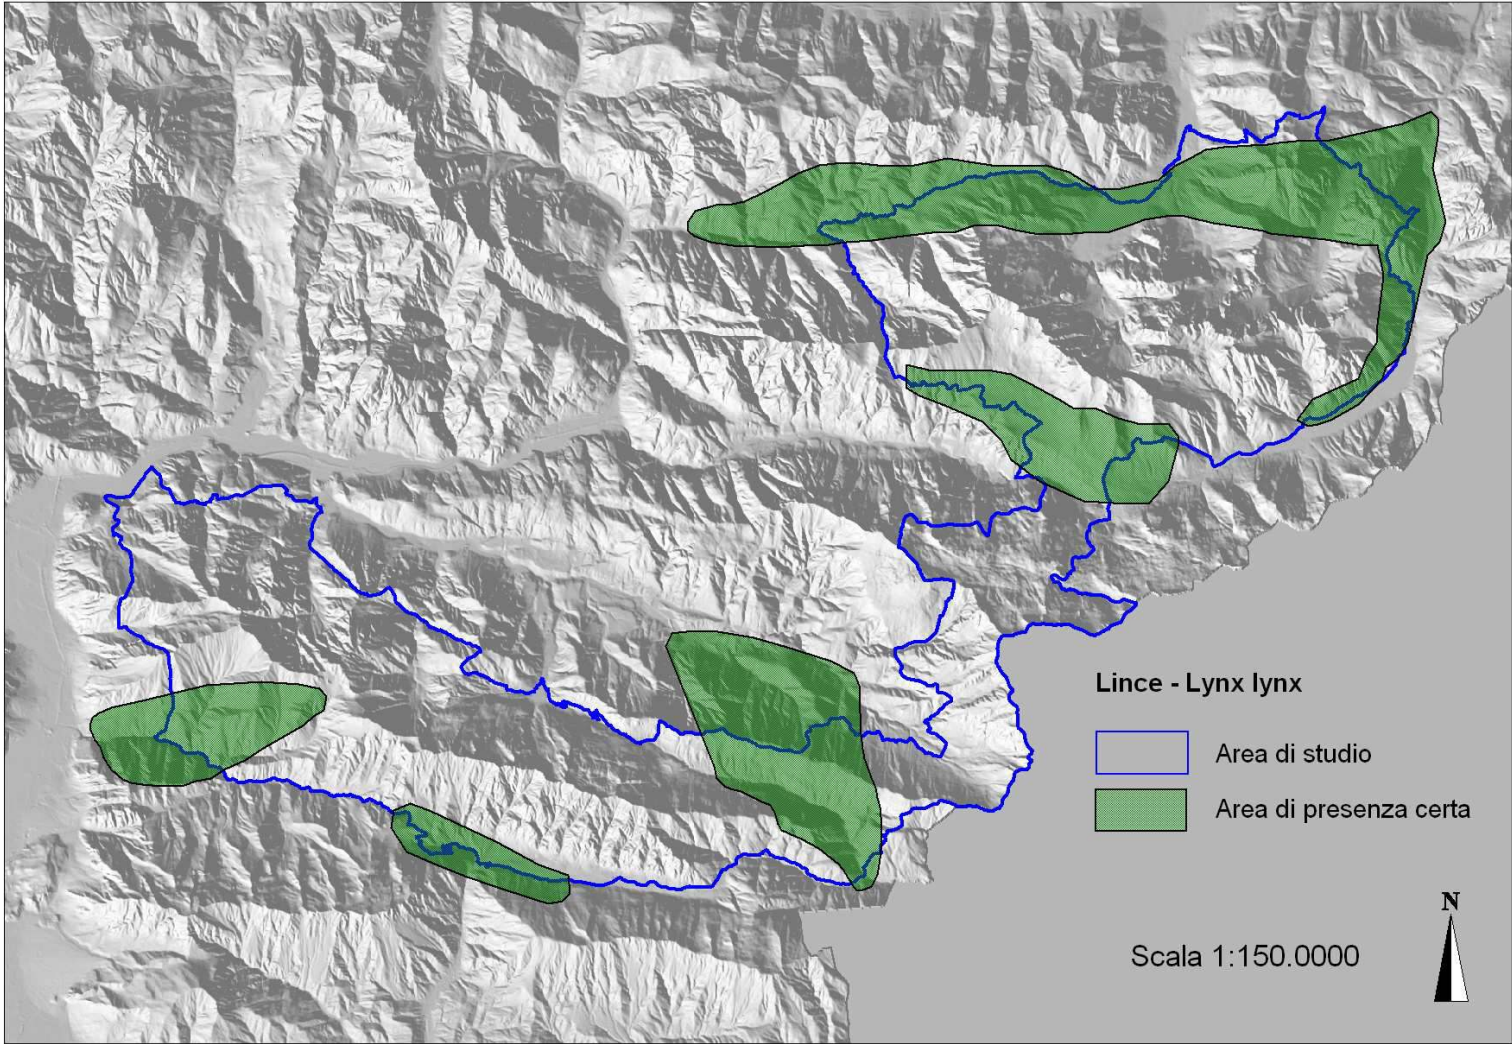 Lince - Lynx lynx
Area di studio
Area di presenza certa
N
Scala 1:150.0000